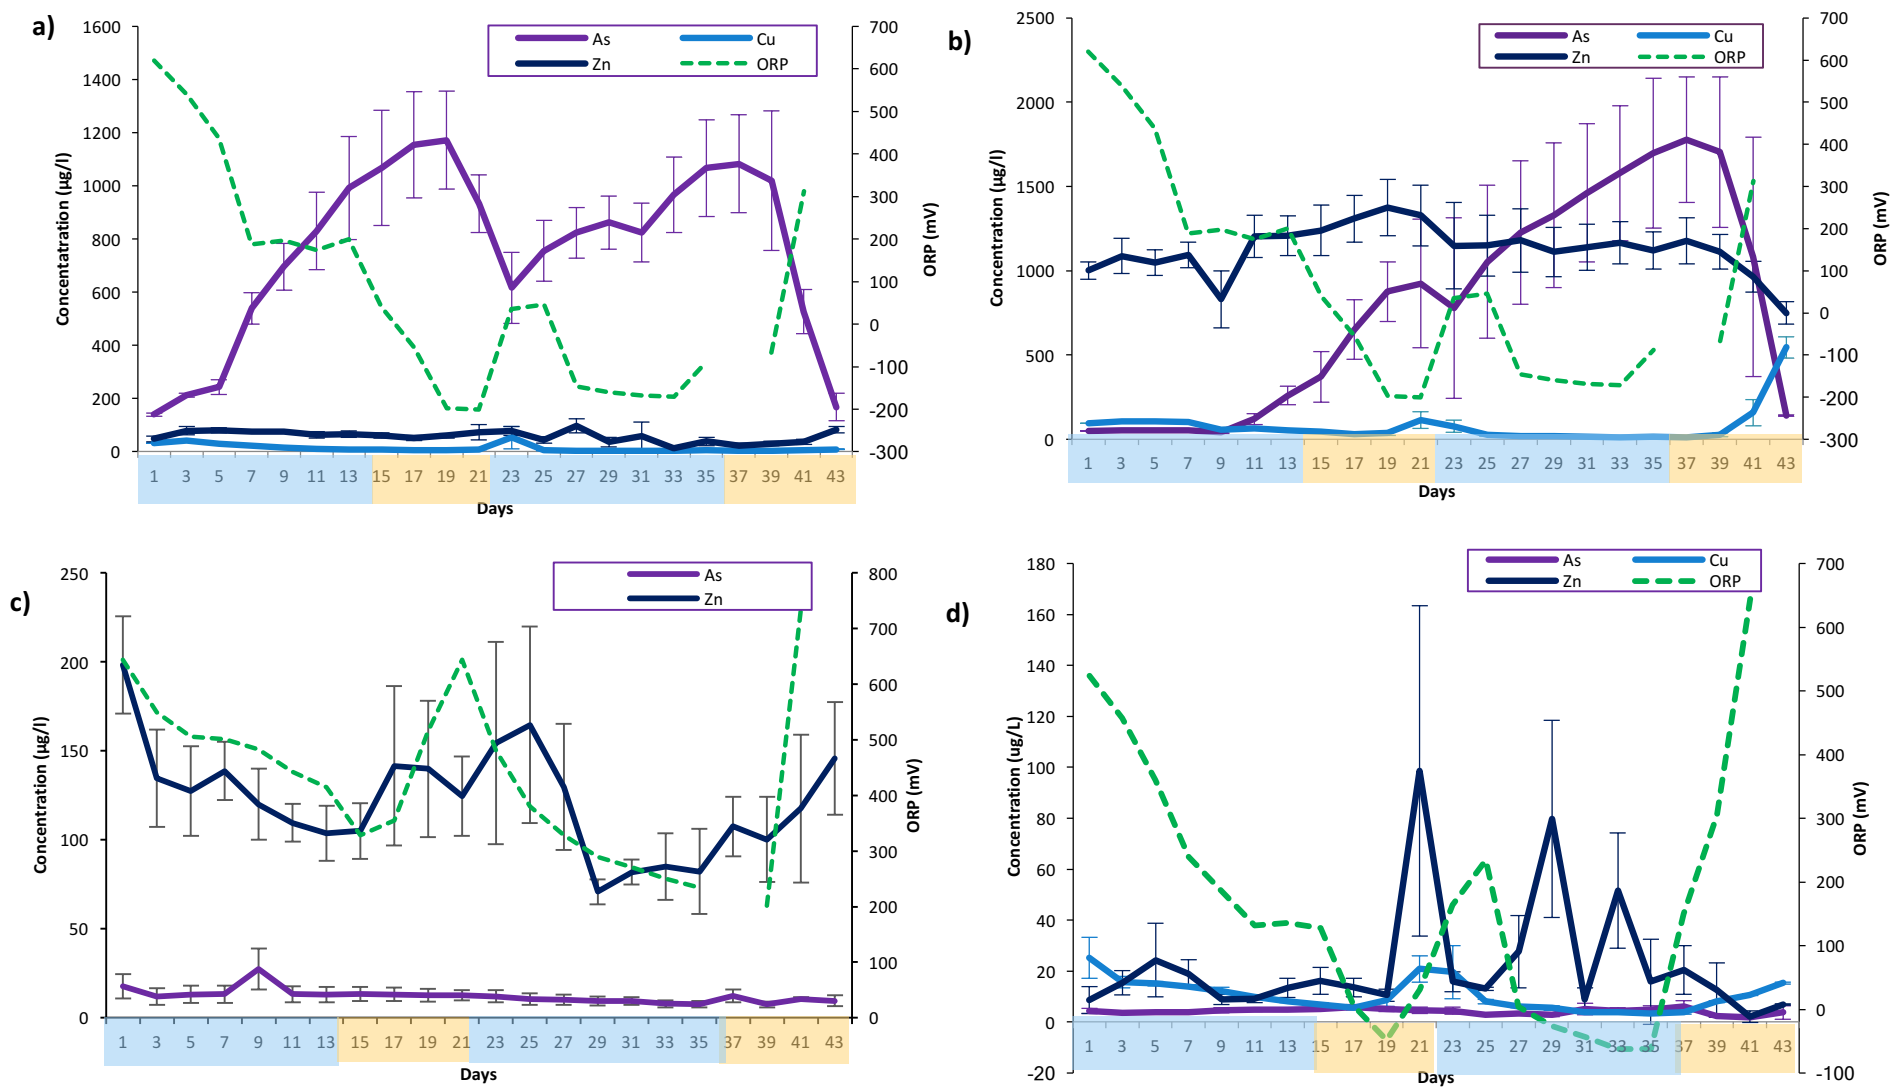 a)
As Cu
Zn ORP
1600
1400
1200
1000
800
600
400
200
0
Concentratration (µg/l)
700
600
500
400
300
200
100
0
-100
-200
-300
ORP (mV)
1 3 5 7 9 11 13 15 17 19 21 23 25 27 29 31 33 35 37 39 41 43
Days
b)
As Cu
Zn ORP
2500
2000
1500
1000
500
0
Concentration (µg/l)
700
600
500
400
300
200
100
0
-100
-200
-300
ORP (mV)
1 3 5 7 9 11 13 15 17 19 21 23 25 27 29 31 33 35 37 39 41 43
Days
c)
As
Zn
250
200
150
100
50
0
Concentration (µg/l)
800
700
600
500
400
300
200
100
0
ORP (mV)
1 3 5 7 9 11 13 15 17 19 21 23 25 27 29 31 33 35 37 39 41 43
Days
d)
As Cu
Zn ORP
180
160
140
120
100
80
60
40
20
0
-20
Concentration (ug/L)
700
600
500
400
300
200
100
0
-100
ORP (mV)
1 3 5 7 9 11 13 15 17 19 21 23 25 27 29 31 33 35 37 39 41 43
Days